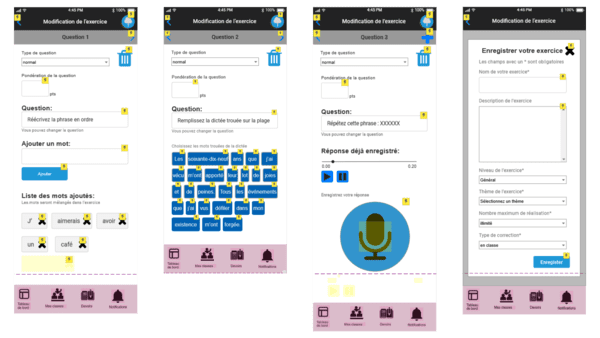 4:45 PM
100%
Modification de l'exercice
Question 1
Type de question
normal
Pondération de la question
pts
Question:
Réécrivez la phrase en ordre
Vous pouvez changer la question
Ajouter un mot:
Ajouter
Liste des mots ajoutés:
Les mots seront mélangés dans l'exercice
J'
aimerais
avoir
un
café
Tableau de bord
Mes classes
Devoirs
Notifications
4:45 PM
100%
Modification de l'exercice
Question 2
Type de question
normal
Pondération de la question
pts
Question:
Remplissez la dictée trouée sur la plage
Vous pouvez changer la question
Choisissez les mots troués de la dictée
Les soixante-dix-neuf ans que j'ai
vécu m'ont apporté leur lot de joies
et de peines. Tous les événements
que j'ai vus défiler dans mon
existence m'ont forgée.
Tableau de bord
Mes classes
Devoirs
Notifications
4:45 PM
100%
Modification de l'exercice
Question 3
Type de question
normal
Pondération de la question
pts
Question:
Répétez cette phrase : XXXXXX
Vous pouvez changer la question
Réponse déjà enregistré:
0:00
0:20
Enregistrez votre réponse
Tableau de bord
Mes classes
Devoirs
Notifications
4:45 PM
100%
Modification de l'exercice
Enregistrer votre exercice
Les champs avec un * sont obligatoires
Nom de votre exercice*
Description de l'exercice
Niveau de l'exercice*
Général
Thème de l'exercice*
Sélectionnez un thème
Nombre maximum de réalisation*
illimité
Type de correction*
en classe
Enregistrer
Tableau de bord
Mes classes
Devoirs
Notifications